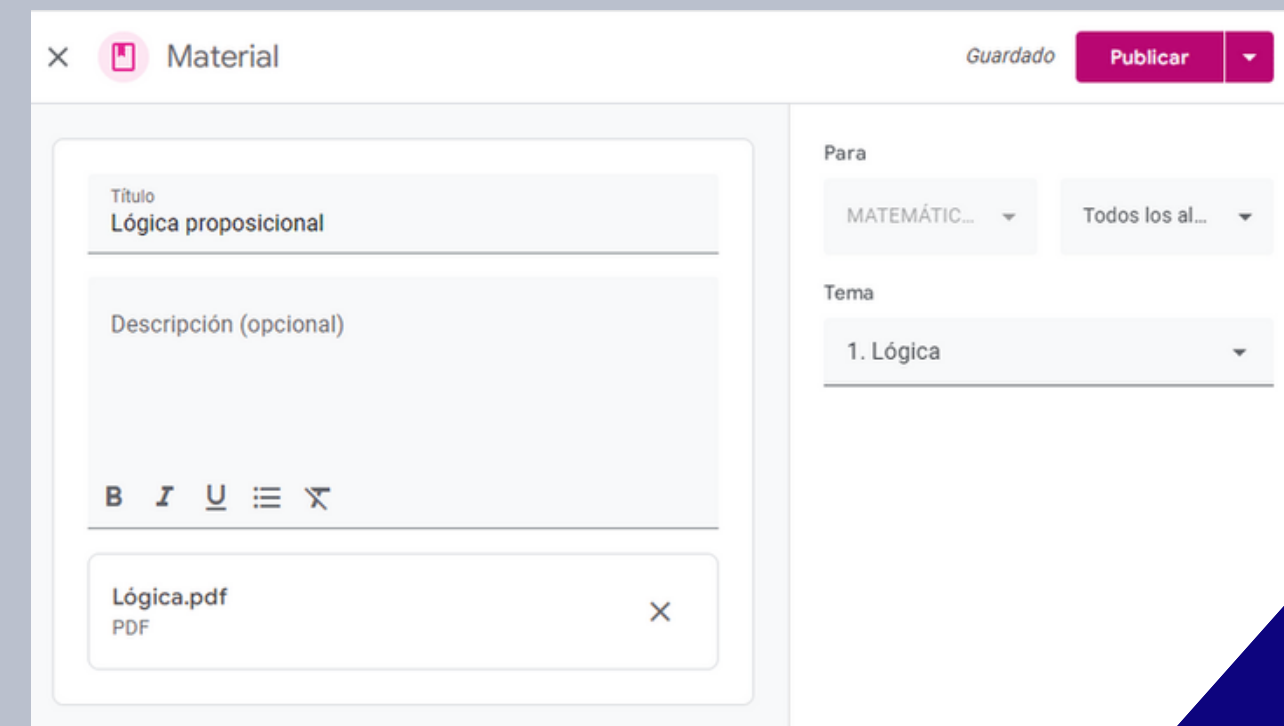 Material
Guardado
Publicar
Título
Lógica proposicional
Descripción (opcional)
B I U
Lógica.pdf
PDF
Para
MATEMÁTIC...
Todos los al...
Tema
1. Lógica